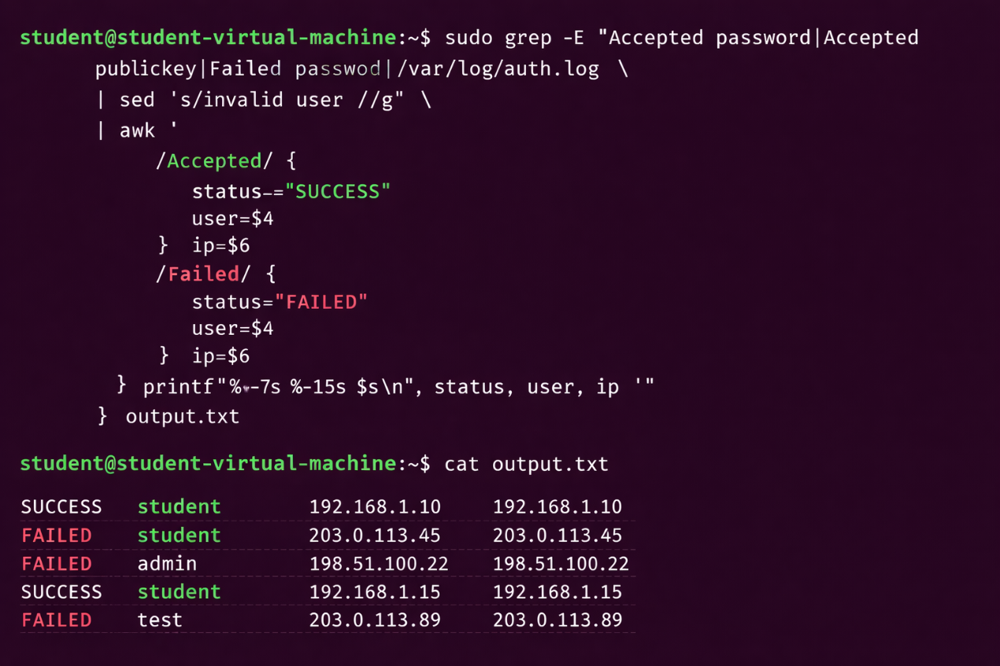 student@student-virtual-machine:~$ sudo grep -E "Accepted password|Accepted
publickey|Failed passwod|/var/log/auth.log \
| sed 's/invalid user //g" \
| awk '
/Accepted/ {
status-="SUCCESS"
user=$4
} ip=$6
/Failed/ {
status="FAILED"
user=$4
} ip=$6
} printf"%--7s %-15s $s\n", status, user, ip '"
} output.txt
student@student-virtual-machine:~$ cat output.txt
SUCCESS student 192.168.1.10 192.168.1.10
FAILED student 203.0.113.45 203.0.113.45
FAILED admin 198.51.100.22 198.51.100.22
SUCCESS student 192.168.1.15 192.168.1.15
FAILED test 203.0.113.89 203.0.113.89